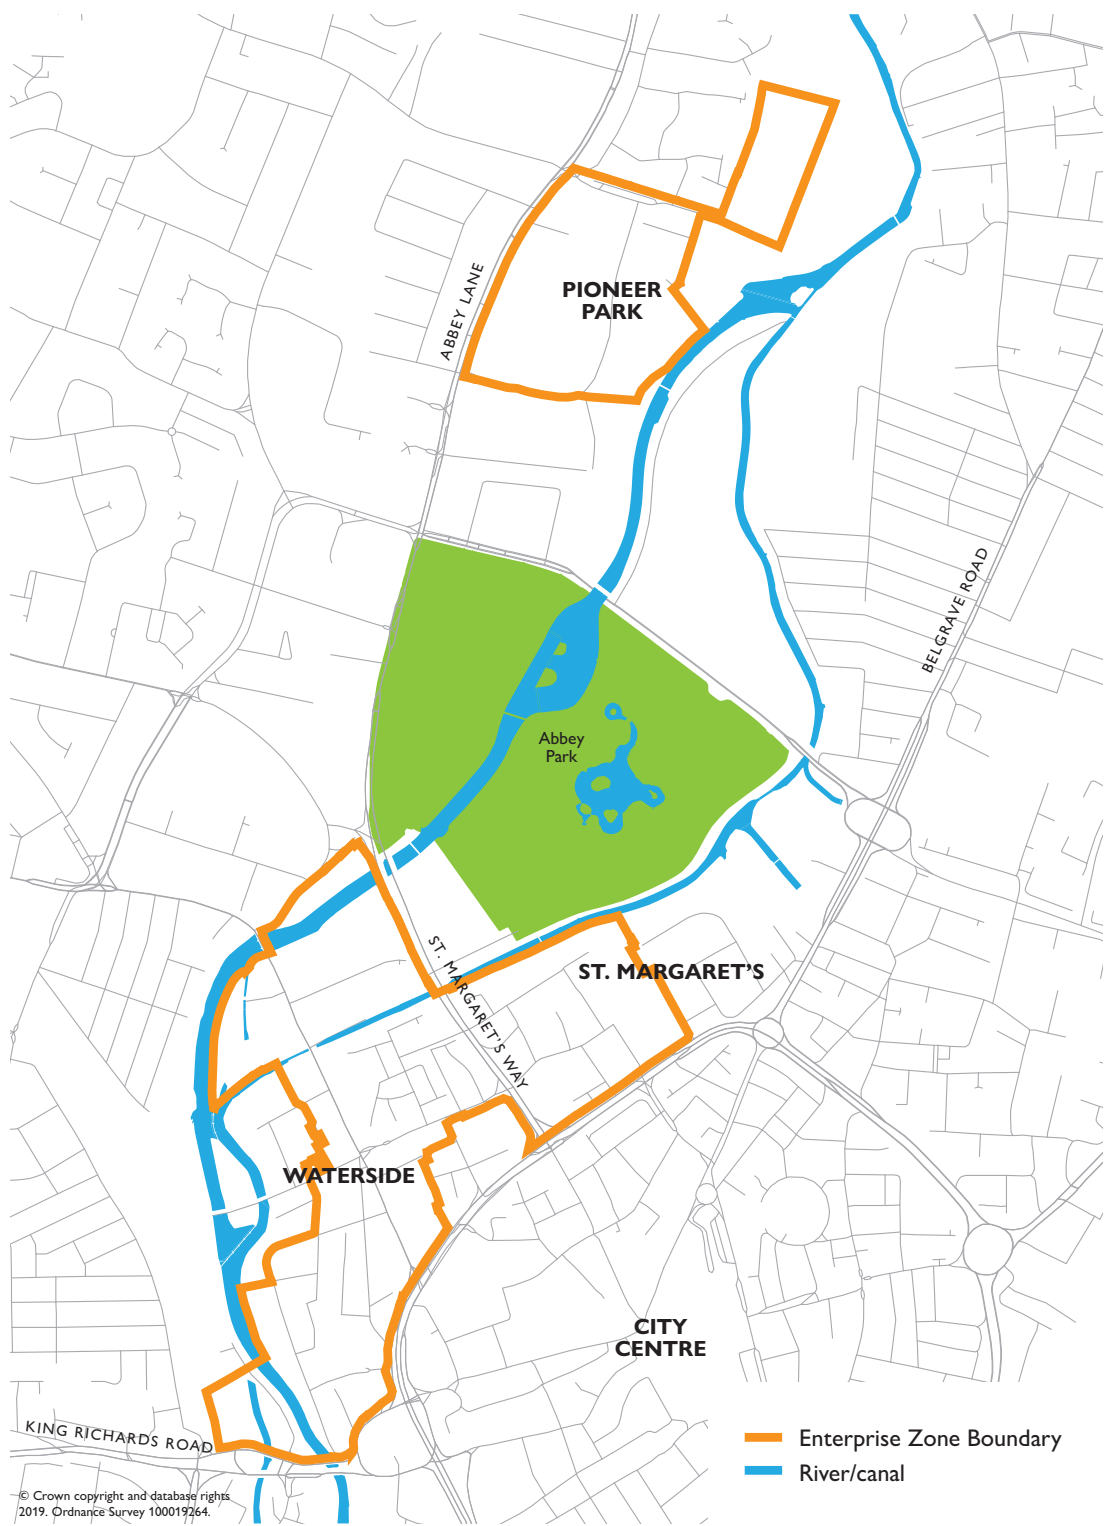 ABBEY LANE
PIONEER
PARK
BELGRAVE ROAD
Abbey
Park
ST. MARGARET'S WAY
ST. MARGARET'S
WATERSIDE
CITY
CENTRE
KING RICHARDS ROAD
Enterprise Zone Boundary
River/canal
© Crown copyright and database rights
2019. Ordnance Survey 100019264.